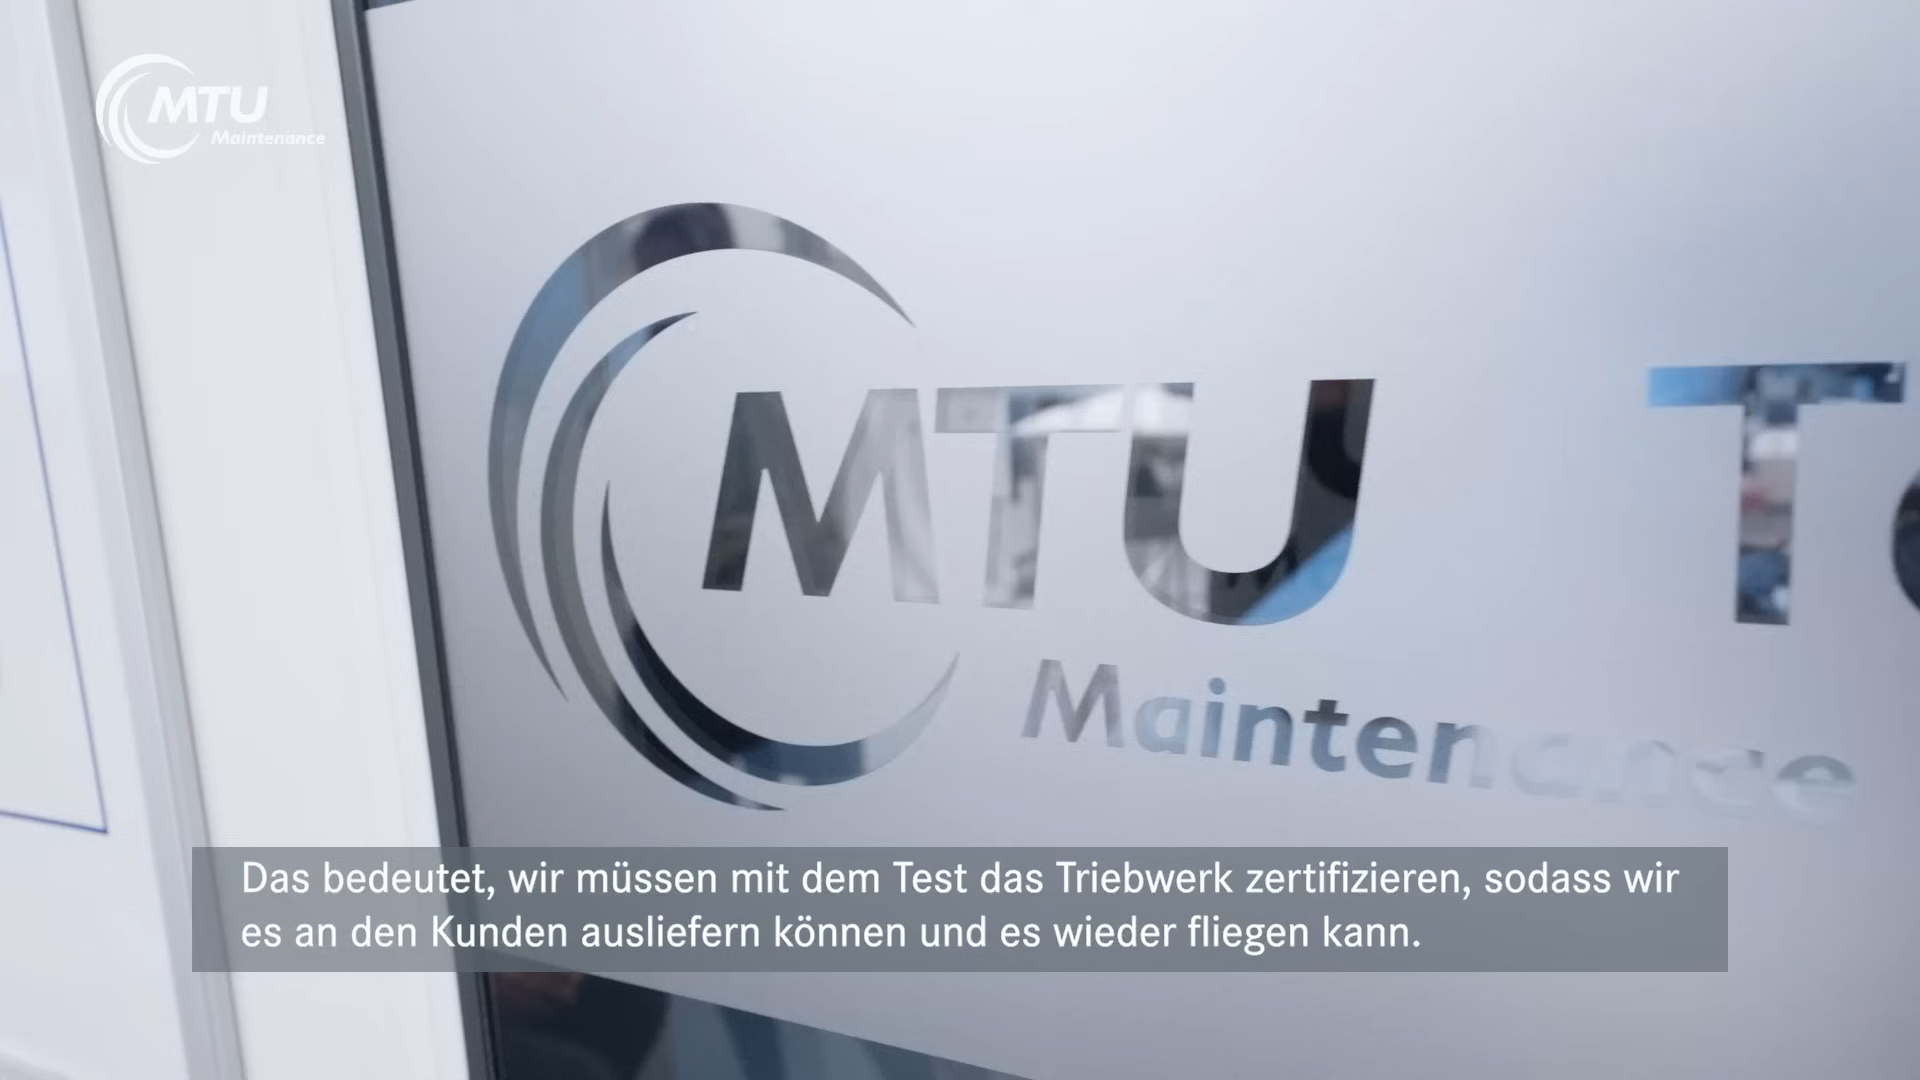 MTU
Maintenance
MTU
Maintenance
Das bedeutet, wir müssen mit dem Test das Triebwerk zertifizieren, sodass wir
es an den Kunden ausliefern können und es wieder fliegen kann.